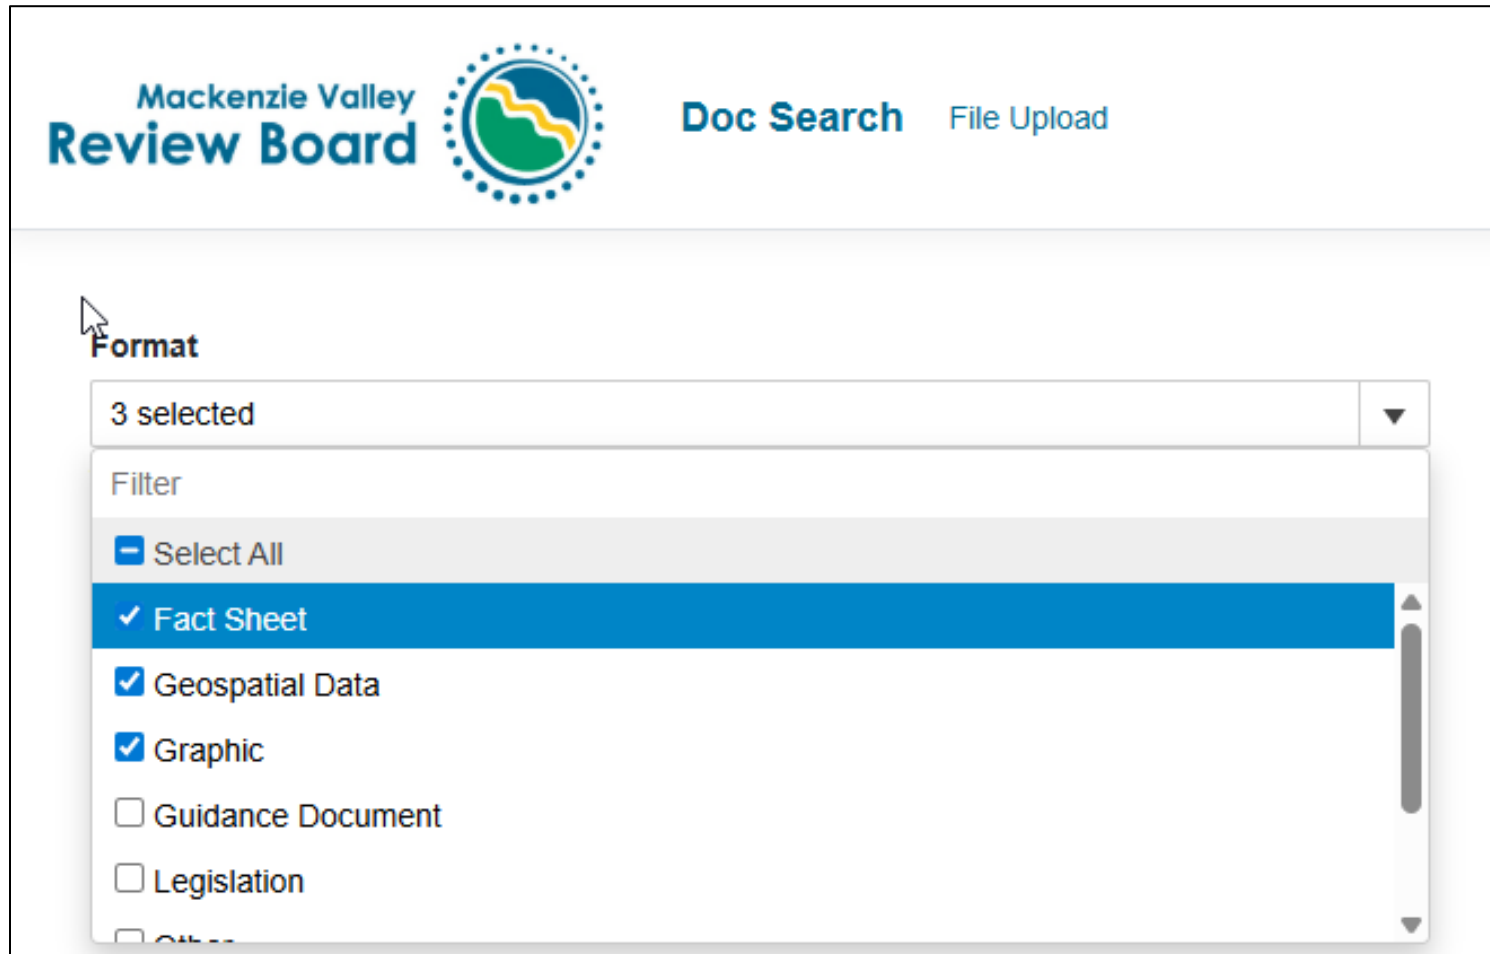 Mackenzie Valley
Review Board
Doc Search File Upload
Format
3 selected
Filter
Select All
Fact Sheet
Geospatial Data
Graphic
Guidance Document
Legislation